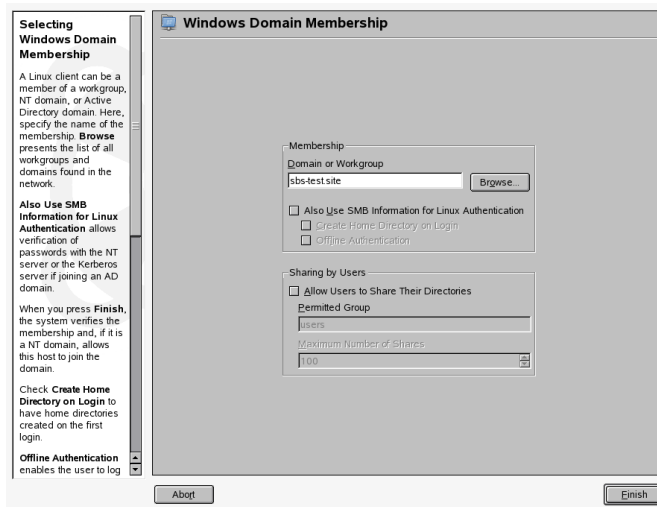 Selecting
Windows Domain
Membership
A Linux client can be a
member of a workgroup,
NT domain, or Active
Directory domain. Here,
specify the name of the
membership. Browse
presents the list of all
workgroups and
domains found in the
network.
Also Use SMB
Information for Linux
Authentication allows
verification of
passwords with the NT
server or the Kerberos
server if joining an AD
domain.
When you press Finish,
the system verifies the
membership and, if it is
a NT domain, allows
this host to join the
domain.
Check Create Home
Directory on Login to
have home directories
created on the first
login.
Offline Authentication
enables the user to log
Windows Domain Membership
Membership
Domain or Workgroup
sbs-test.site
Browse...
Also Use SMB Information for Linux Authentication
Create Home Directory on Login
Offline Authentication
Sharing by Users
Allow Users to Share Their Directories
Permitted Group
users
Maximum Number of Shares
100
Abort
Finish